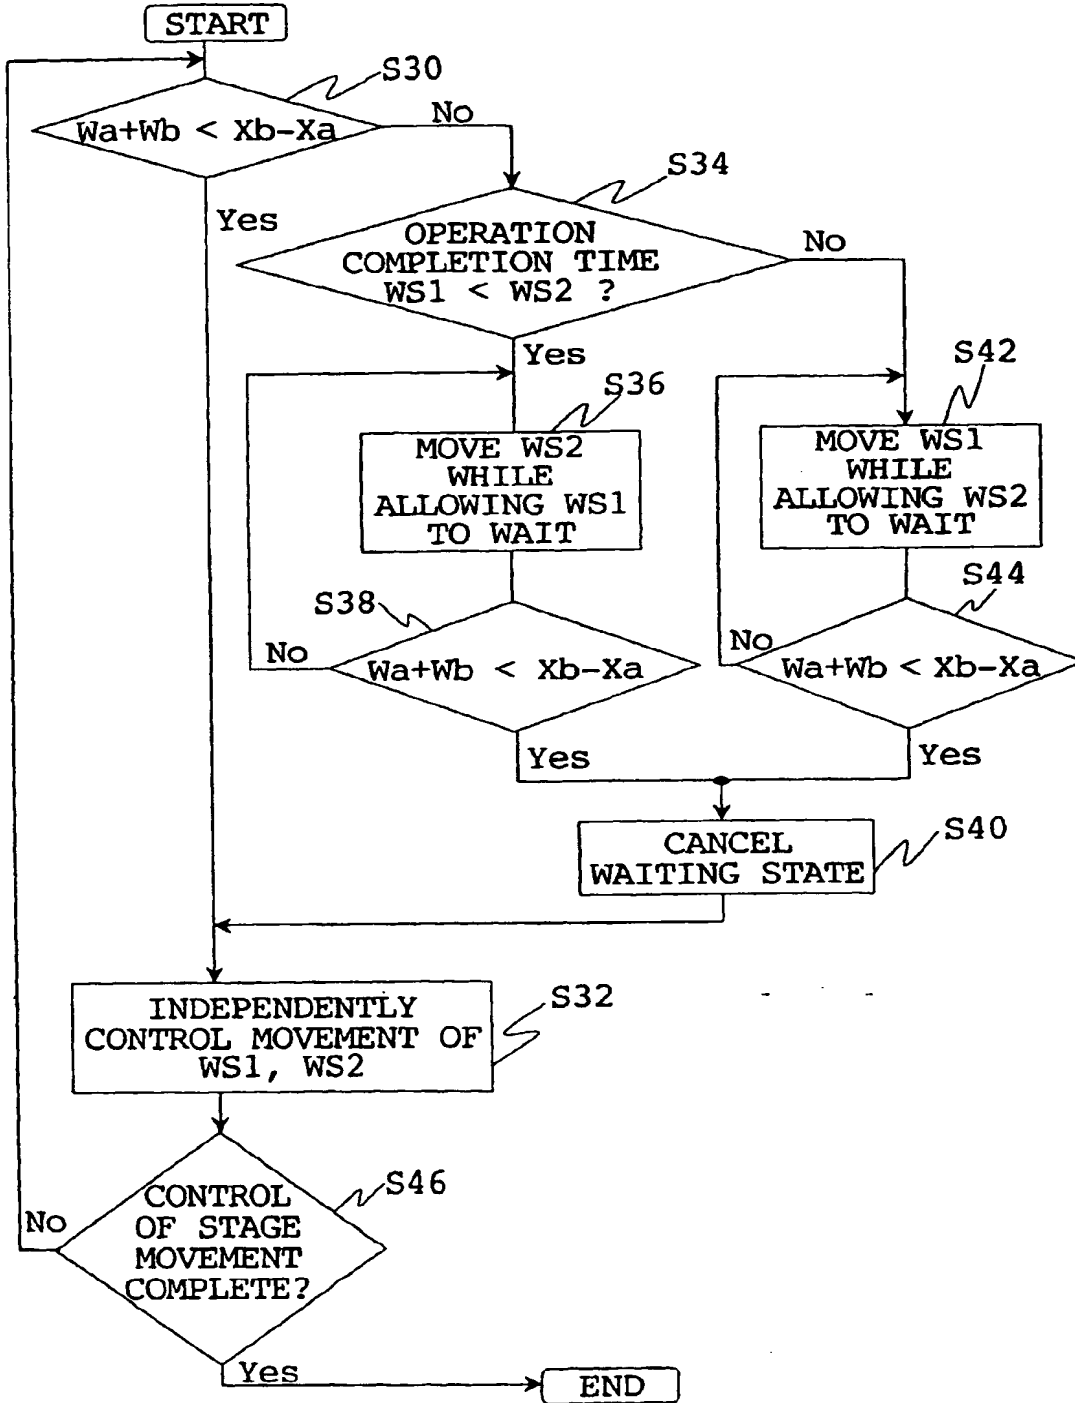 START
S30
Wa+Wb < Xb-Xa
No
Yes
S34
OPERATION
COMPLETION TIME
WS1 < WS2 ?
No
Yes
S36
S42
MOVE WS2
WHILE
ALLOWING WS1
TO WAIT
MOVE WS1
WHILE
ALLOWING WS2
TO WAIT
S38
S44
No
Wa+Wb < Xb-Xa
No
Wa+Wb < Xb-Xa
Yes
Yes
CANCEL
WAITING STATE
S40
INDEPENDENTLY
CONTROL MOVEMENT OF
WS1, WS2
S32
CONTROL
OF STAGE
MOVEMENT
COMPLETE?
S46
No
Yes
END